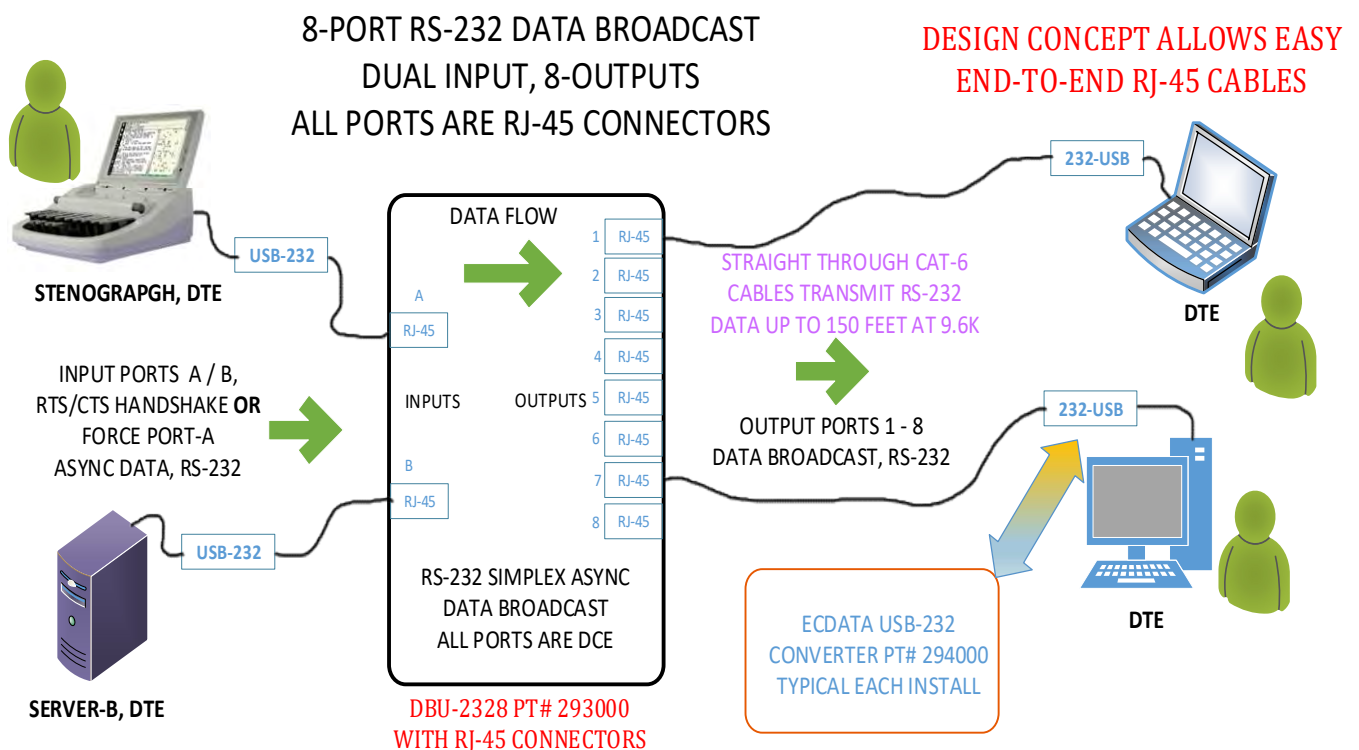 8-PORT RS-232 DATA BROADCAST
DUAL INPUT, 8-OUTPUTS
ALL PORTS ARE RJ-45 CONNECTORS
DESIGN CONCEPT ALLOWS EASY
END-TO-END RJ-45 CABLES
USB-232
STENOGRAPGH, DTE
INPUT PORTS A / B,
RTS/CTS HANDSHAKE OR
FORCE PORT-A
ASYNC DATA, RS-232
USB-232
SERVER-B, DTE
DATA FLOW
A
RJ-45
INPUTS
B
RJ-45
OUTPUTS
1 RJ-45
2 RJ-45
3 RJ-45
4 RJ-45
5 RJ-45
6 RJ-45
7 RJ-45
8 RJ-45
RS-232 SIMPLEX ASYNC
DATA BROADCAST
ALL PORTS ARE DCE
DBU-2328 PT# 293000
WITH RJ-45 CONNECTORS
232-USB
DTE
STRAIGHT THROUGH CAT-6
CABLES TRANSMIT RS-232
DATA UP TO 150 FEET AT 9.6K
OUTPUT PORTS 1 - 8
DATA BROADCAST, RS-232
232-USB
DTE
ECDATA USB-232
CONVERTER PT# 294000
TYPICAL EACH INSTALL